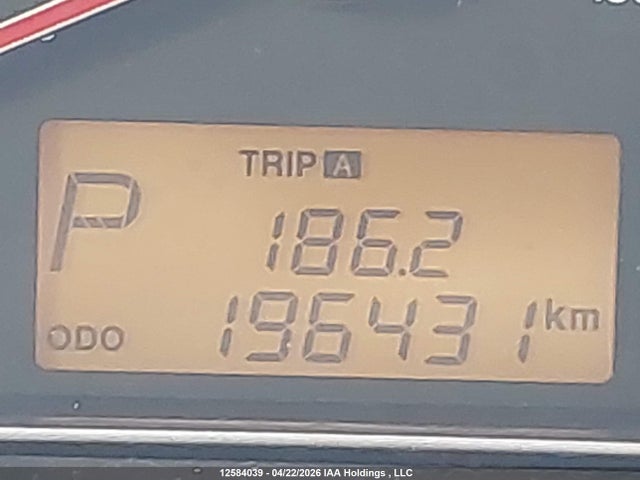 TRIP A
P
186.2
ODO 196431 km
12584039 - 04/22/2026 IAA Holdings , LLC